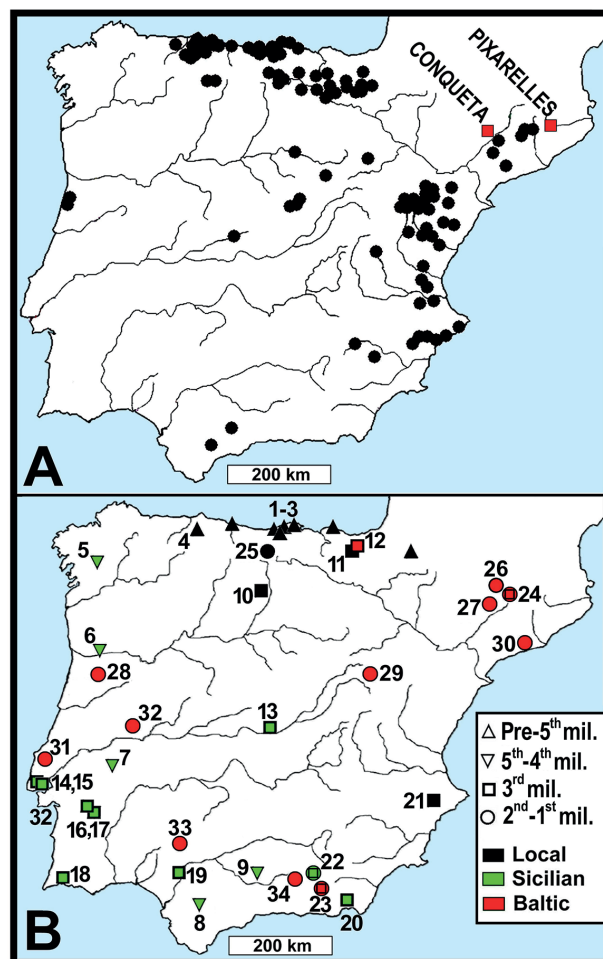 CONQUETA
PIXARELLES
A
200 km
1-3
4
5
25
12
11
10
26
24
27
6
28
30
29
32
13
31
7
14,15
32
16,17
21
33
18
19
9
22
34
23
20
8
B
200 km
Pre-5th mil.
5th-4th mil.
3rd mil.
2nd-1st mil.
Local
Sicilian
Baltic